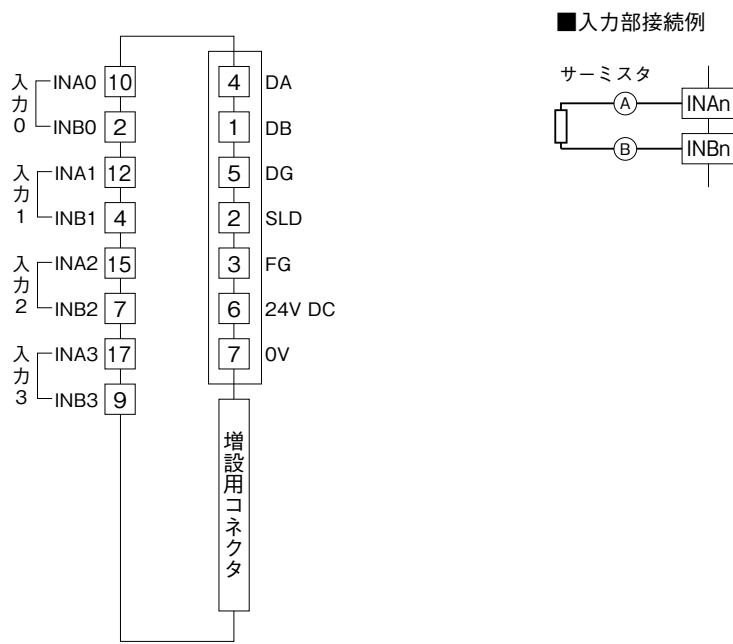 ■入力部接続例
サーミスタ
A
INAn
B
INBn
入力0
INA0 10
INB0 2
入力1
INA1 12
INB1 4
入力2
INA2 15
INB2 7
入力3
INA3 17
INB3 9
4 DA
1 DB
5 DG
2 SLD
3 FG
6 24V DC
7 0V
増設用コネクタ